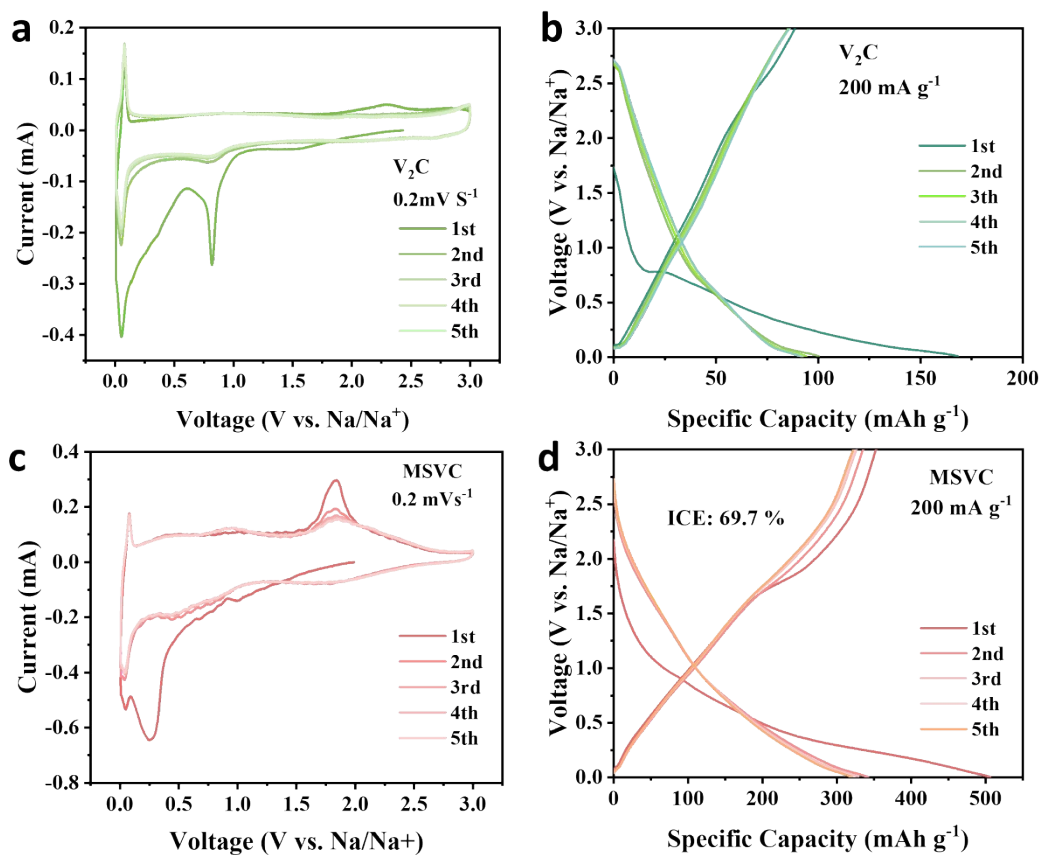 a
0.2
0.1
0.0
-0.1
-0.2
-0.3
-0.4
Current (mA)
V₂C
0.2mV S⁻¹
1st
2nd
3rd
4th
5th
0.0 0.5 1.0 1.5 2.0 2.5 3.0
Voltage (V vs. Na/Na⁺)
b
3.0
2.5
2.0
1.5
1.0
0.5
0.0
Voltage (V vs. Na/Na⁺)
V₂C
200 mA g⁻¹
1st
2nd
3th
4th
5th
0 50 100 150 200
Specific Capacity (mAh g⁻¹)
c
0.4
0.2
0.0
-0.2
-0.4
-0.6
-0.8
Current (mA)
MSVC
0.2 mVs⁻¹
1st
2nd
3rd
4th
5th
0.0 0.5 1.0 1.5 2.0 2.5 3.0
Voltage (V vs. Na/Na+)
d
3.0
2.5
2.0
1.5
1.0
0.5
0.0
Voltage (V vs. Na/Na⁺)
MSVC
200 mA g⁻¹
ICE: 69.7 %
1st
2nd
3rd
4th
5th
0 100 200 300 400 500
Specific Capacity (mAh g⁻¹)